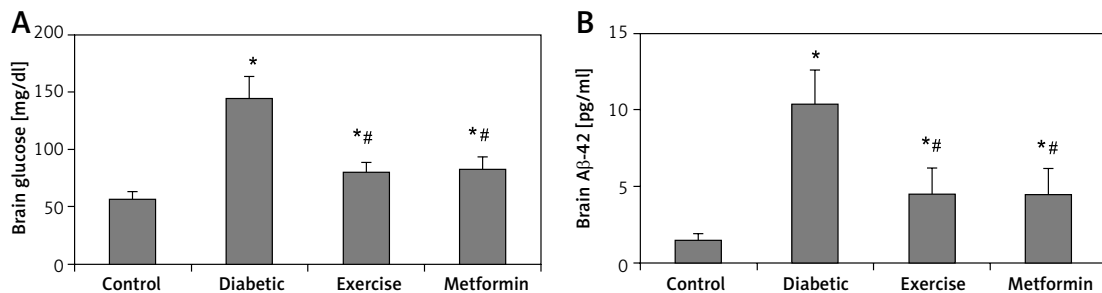 A
Brain glucose [mg/dl]
200
150
100
50
0
*
*#
*#
Control Diabetic Exercise Metformin
B
Brain Aβ-42 [pg/ml]
15
10
5
0
*
*#
*#
Control Diabetic Exercise Metformin